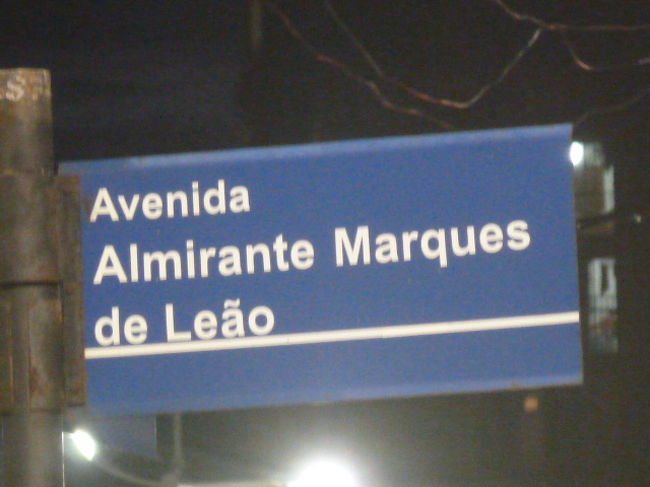 Avenida
Almirante Marques
de Leão